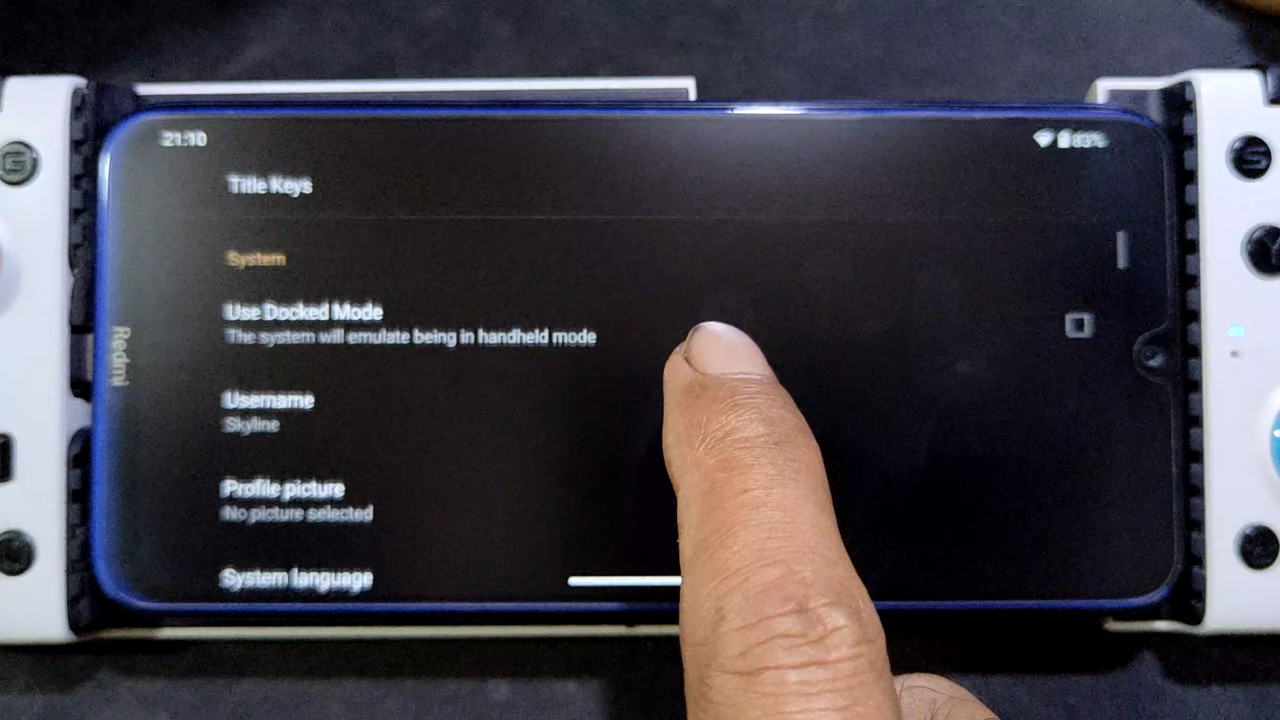 21:10
83%
Title Keys
System
Use Docked Mode
The system will emulate being in handheld mode
Username
Skyline
Profile picture
No picture selected
System language
Redmi